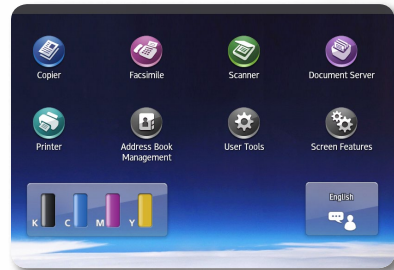 Copier
Facsimile
Scanner
Document Server
Printer
Address Book
Management
User Tools
Screen Features
K C M Y
English